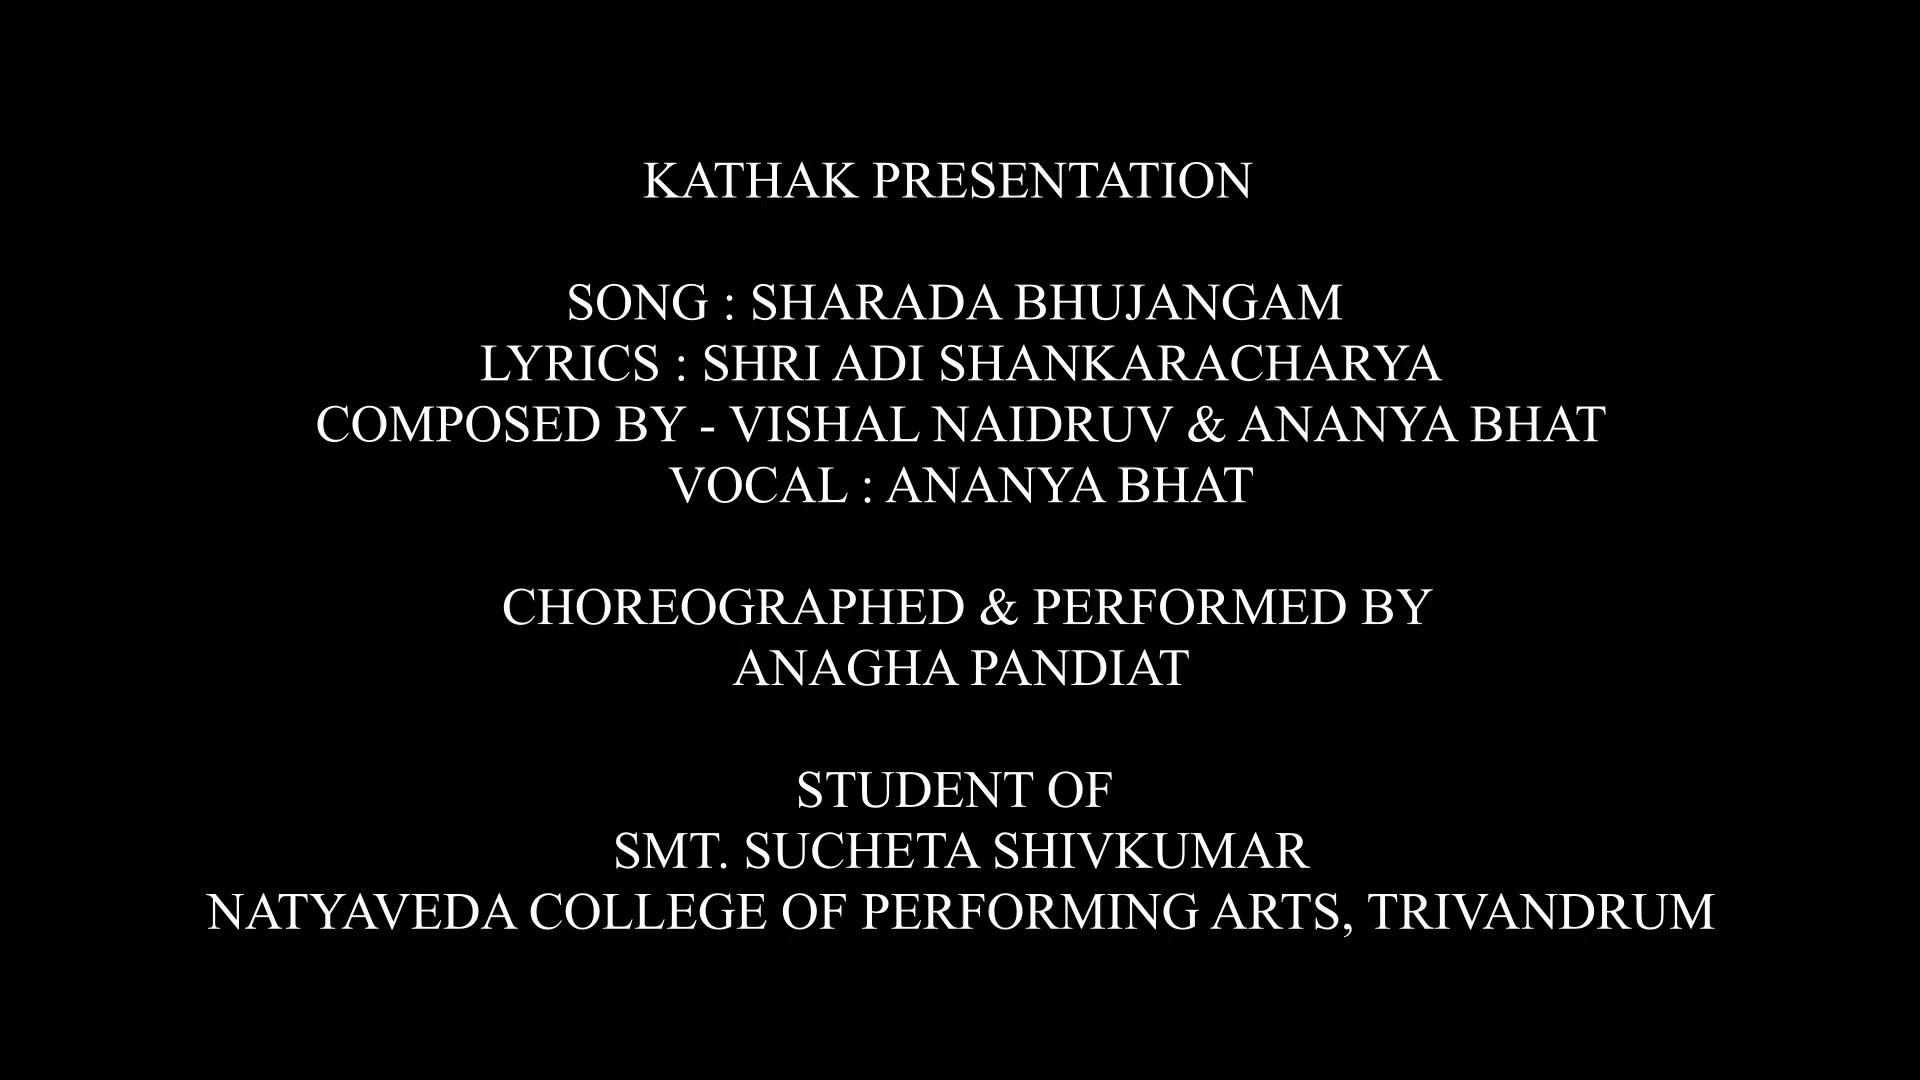 KATHAK PRESENTATION
SONG : SHARADA BHUJANGAM
LYRICS : SHRI ADI SHANKARACHARYA
COMPOSED BY - VISHAL NAIDRUV & ANANYA BHAT
VOCAL : ANANYA BHAT
CHOREOGRAPHED & PERFORMED BY
ANAGHA PANDIAT
STUDENT OF
SMT. SUCHETA SHIVKUMAR
NATYAVEDA COLLEGE OF PERFORMING ARTS, TRIVANDRUM